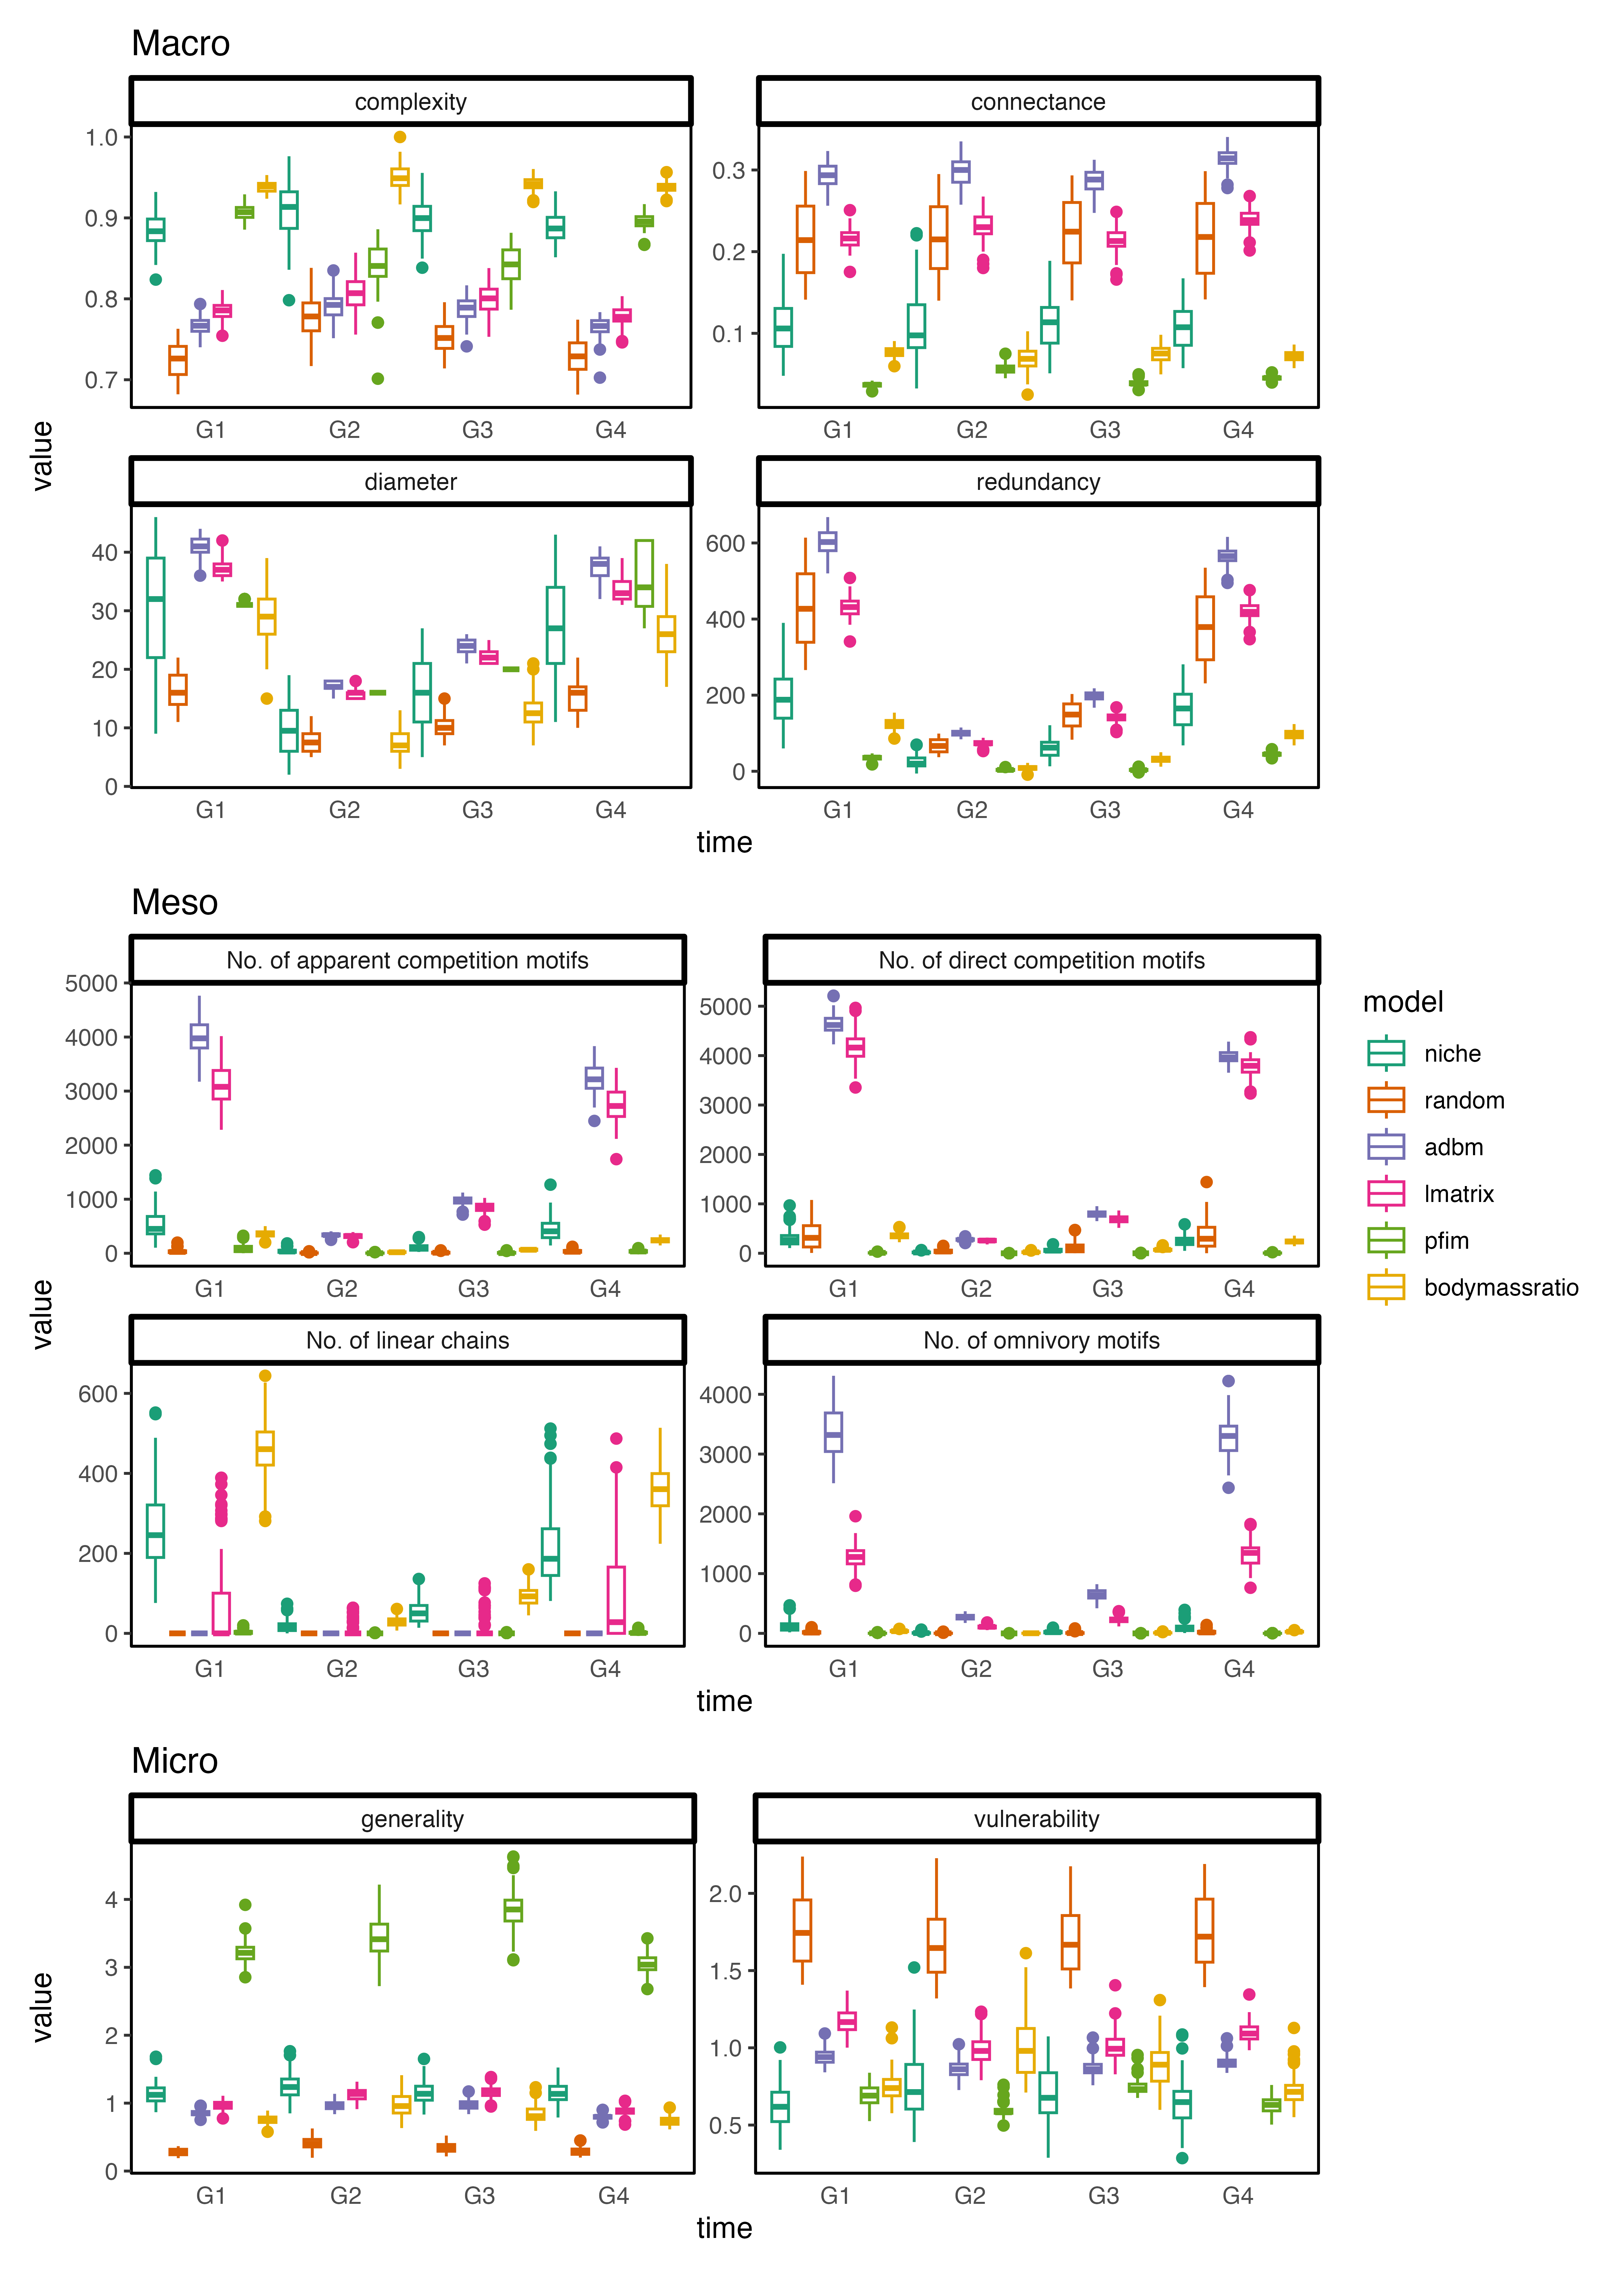 Macro
complexity
connectance
1.0
0.9
0.8
0.7
0.3
0.2
0.1
G1 G2 G3 G4
G1 G2 G3 G4
value
diameter
redundancy
40
30
20
10
0
600
400
200
0
G1 G2 G3 G4
G1 G2 G3 G4
time
Meso
No. of apparent competition motifs
No. of direct competition motifs
5000
4000
3000
2000
1000
0
5000
4000
3000
2000
1000
0
G1 G2 G3 G4
G1 G2 G3 G4
value
No. of linear chains
No. of omnivory motifs
600
400
200
0
4000
3000
2000
1000
0
G1 G2 G3 G4
G1 G2 G3 G4
time
model
niche
random
adbm
lmatrix
pfim
bodymassratio
Micro
generality
vulnerability
value
4
3
2
1
0
2.0
1.5
1.0
0.5
G1 G2 G3 G4
G1 G2 G3 G4
time